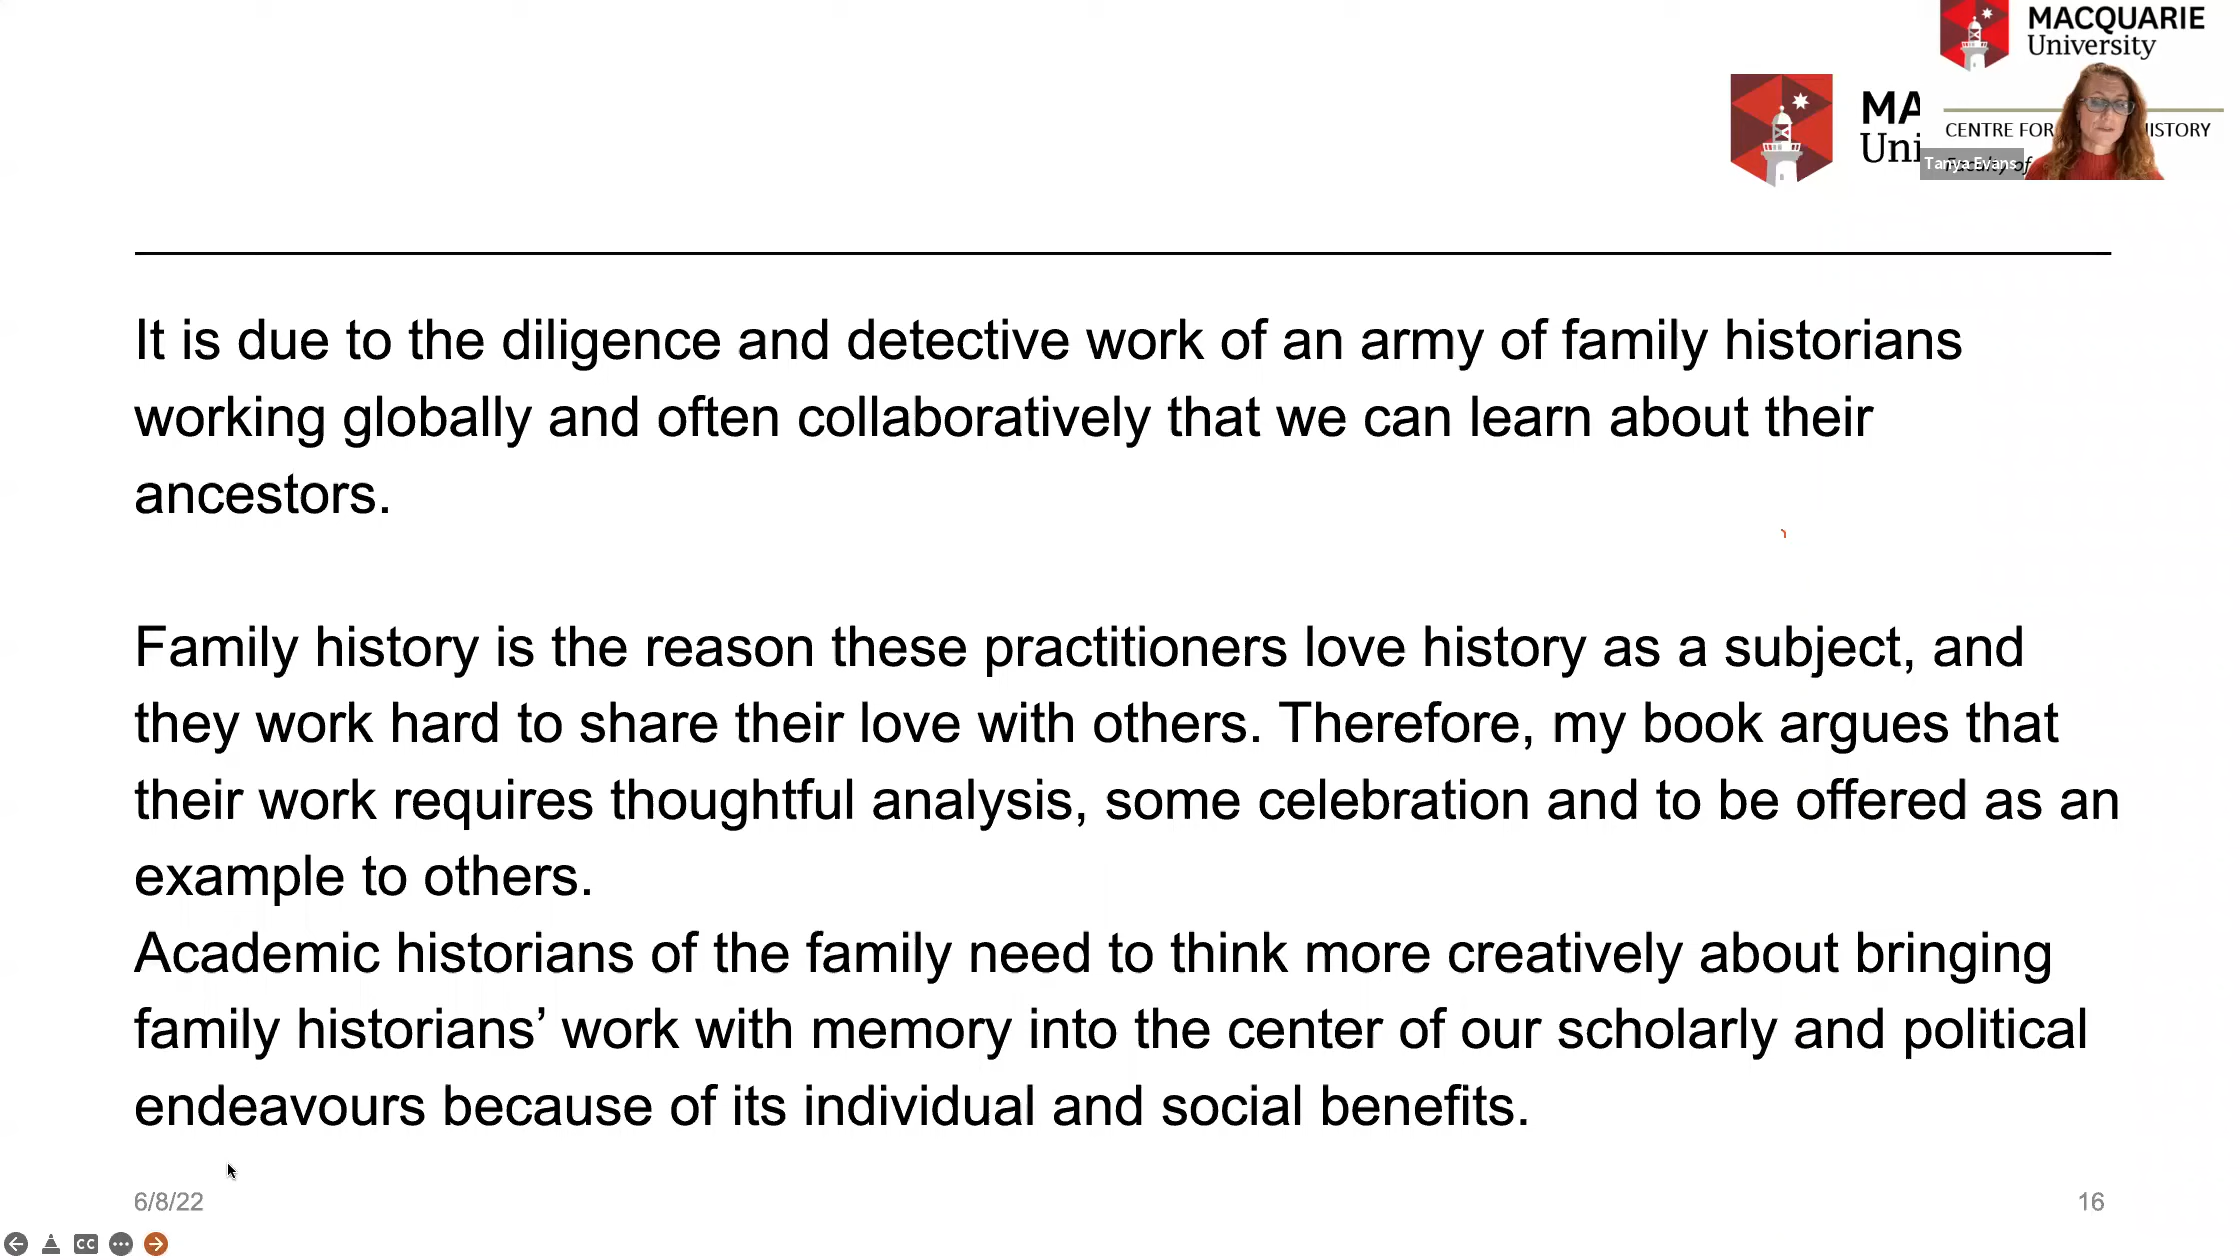 MACQUARIE
University
MA
Uni
CENTRE FOR ISTORY
Tanya Evans
It is due to the diligence and detective work of an army of family historians
working globally and often collaboratively that we can learn about their
ancestors.
Family history is the reason these practitioners love history as a subject, and
they work hard to share their love with others. Therefore, my book argues that
their work requires thoughtful analysis, some celebration and to be offered as an
example to others.
Academic historians of the family need to think more creatively about bringing
family historians’ work with memory into the center of our scholarly and political
endeavours because of its individual and social benefits.
6/8/22
16
CC